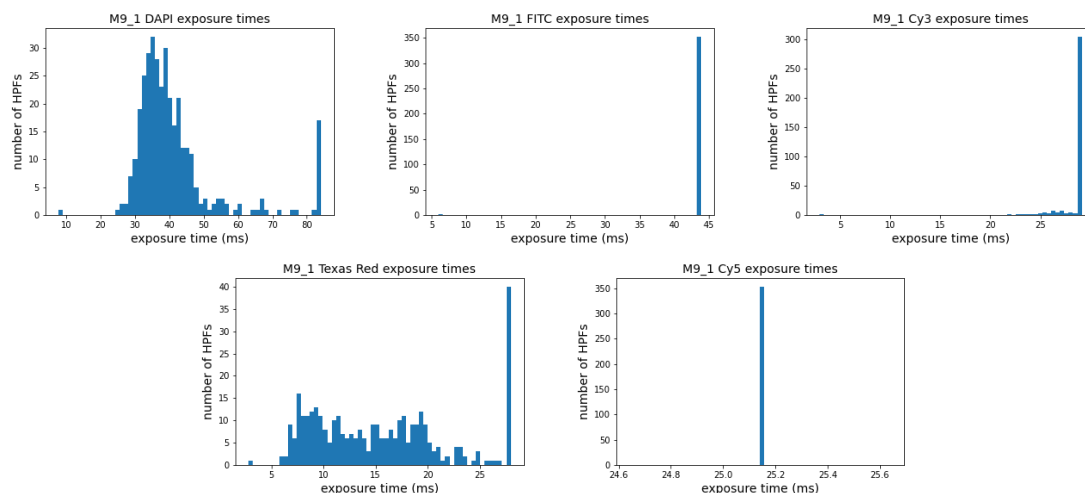 M9_1 DAPI exposure times
number of HPFs
30
25
20
15
10
5
0
10 20 30 40 50 60 70 80
exposure time (ms)
M9_1 FITC exposure times
number of HPFs
350
300
250
200
150
100
50
0
5 10 15 20 25 30 35 40 45
exposure time (ms)
M9_1 Cy3 exposure times
number of HPFs
300
250
200
150
100
50
0
5 10 15 20 25
exposure time (ms)
M9_1 Texas Red exposure times
number of HPFs
40
35
30
25
20
15
10
5
0
5 10 15 20 25
exposure time (ms)
M9_1 Cy5 exposure times
number of HPFs
350
300
250
200
150
100
50
0
24.6 24.8 25.0 25.2 25.4 25.6
exposure time (ms)